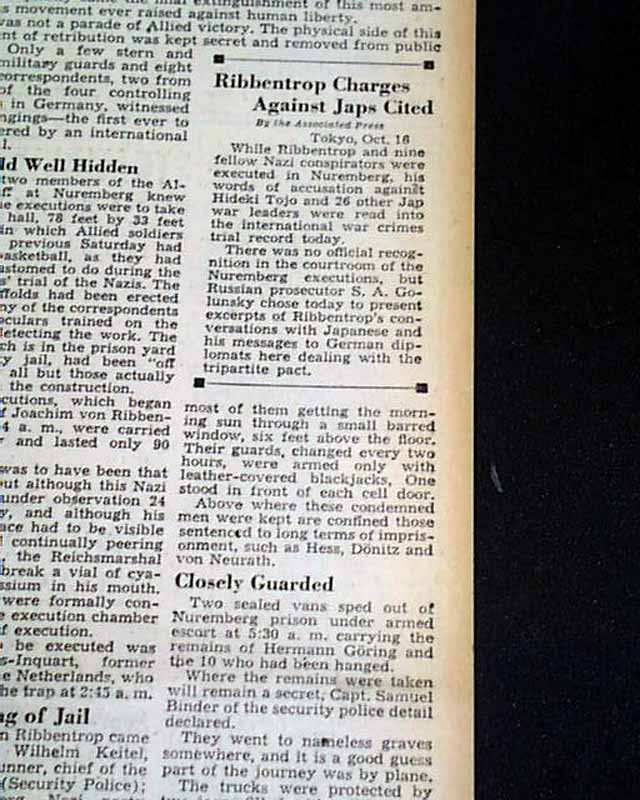 final extinguishment of this most am-
s movement ever raised against human liberty.
was not a parade of Allied victory. The physical side of this
ent of retribution was kept secret and removed from public
Only a few stern and
military guards and eight
correspondents, two from
of the four controlling
s in Germany, witnessed
ngings—the first ever to
ered by an international
l.
ld Well Hidden
two members of the Al-
ff at Nuremberg knew
e executions were to take
hall, 78 feet by 33 feet
in which Allied soldiers
previous Saturday had
basketball, as they had
ustomed to do during the
s' trial of the Nazis. The
ffolds had been erected
ny of the correspondents
oculars trained on the
detecting the work. The
ch is in the prison yard
y jail, had been "off
all but those actually
the construction.
cutions, which began
f Joachim von Ribben-
4 a. m., were carried
r and lasted only 90
was to have been that
out although this Nazi
under observation 24
y, and although his
ace had to be visible
continually peering
, the Reichsmarshal
break a vial of cya-
ssium in his mouth.
were formally con-
e execution chamber
f execution.
be executed was
s-Inquart, former
e Netherlands, who
he trap at 2:45 a. m.
ng of Jail
n Ribbentrop came
Wilhelm Keitel,
unner, chief of the
(Security Police);
Ribbentrop Charges
Against Japs Cited
By the Associated Press
Tokyo, Oct. 16
While Ribbentrop and nine
fellow Nazi conspirators were
executed in Nuremberg, his
words of accusation against
Hideki Tojo and 26 other Jap
war leaders were read into
the international war crimes
trial record today.
There was no official recog-
nition in the courtroom of the
Nuremberg executions, but
Russian prosecutor S. A. Go-
lunsky chose today to present
excerpts of Ribbentrop's con-
versations with Japanese and
his messages to German dip-
lomats here dealing with the
tripartite pact.
most of them getting the morn-
ing sun through a small barred
window, six feet above the floor.
Their guards, changed every two
hours, were armed only with
leather-covered blackjacks. One
stood in front of each cell door.
Above where these condemned
men were kept are confined those
sentenced to long terms of impris-
onment, such as Hess, Dönitz and
von Neurath.
Closely Guarded
Two sealed vans sped out of
Nuremberg prison under armed
escort at 5:30 a. m. carrying the
remains of Hermann Göring and
the 10 who had been hanged.
Where the remains were taken
will remain a secret, Capt. Samuel
Binder of the security police detail
declared.
They went to nameless graves
somewhere, and it is a good guess
part of the journey was by plane.
The trucks were protected by